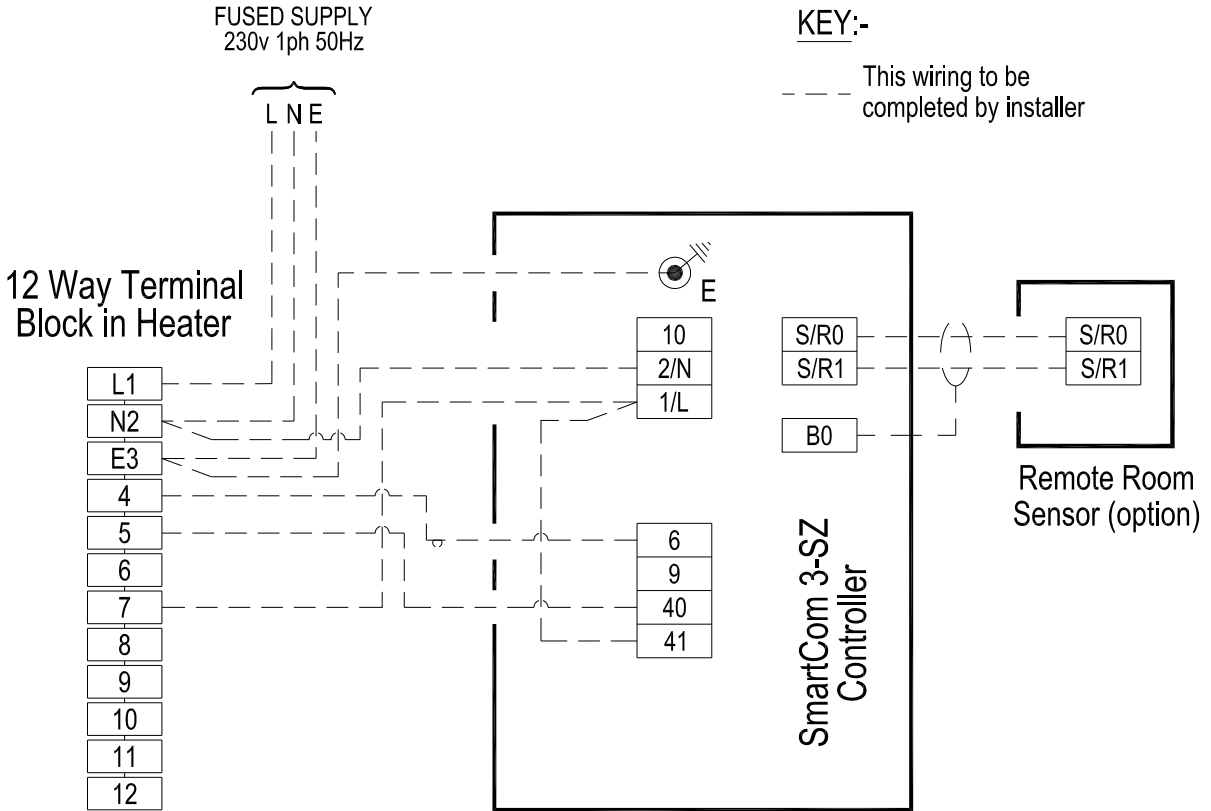 FUSED SUPPLY
230v 1ph 50Hz
L N E
KEY:-
This wiring to be
completed by installer
12 Way Terminal
Block in Heater
L1
N2
E3
4
5
6
7
8
9
10
11
12
E
10
2/N
1/L
6
9
40
41
S/R0
S/R1
B0
SmartCom 3-SZ
Controller
S/R0
S/R1
Remote Room
Sensor (option)